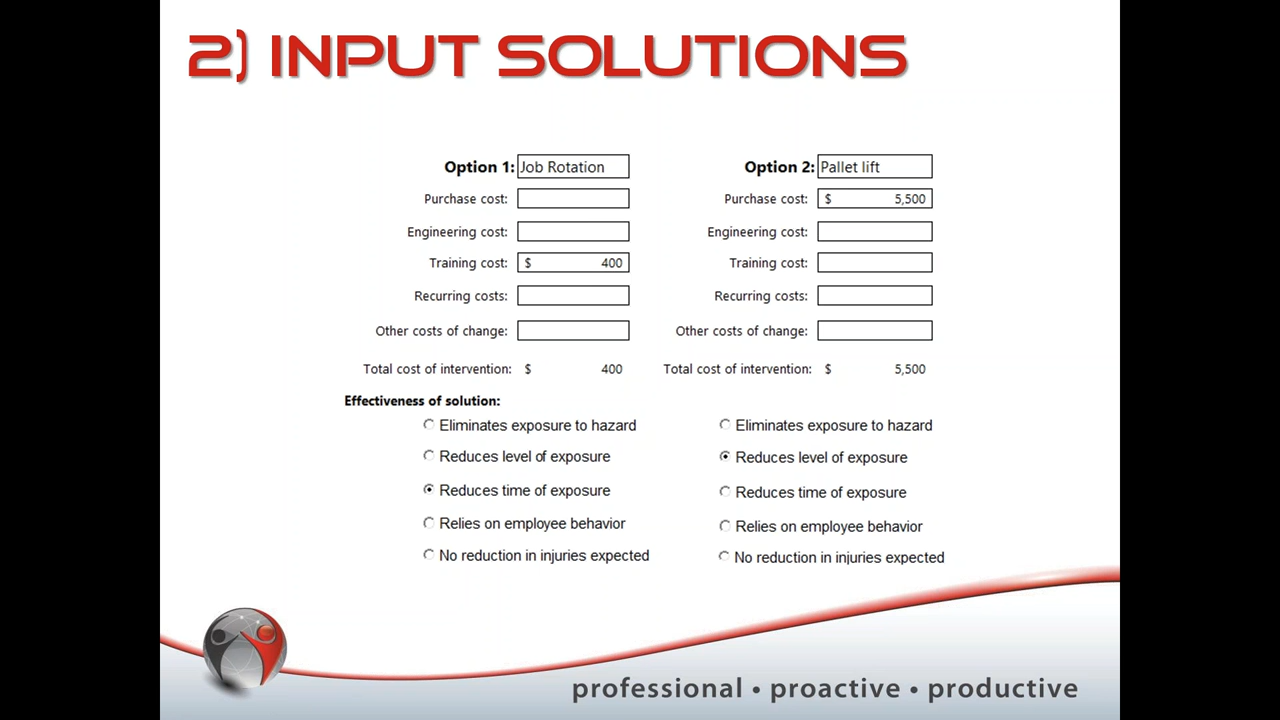 2) INPUT SOLUTIONS
Option 1: Job Rotation Option 2: Pallet lift
Purchase cost: Purchase cost: $ 5,500
Engineering cost: Engineering cost:
Training cost: $ 400 Training cost:
Recurring costs: Recurring costs:
Other costs of change: Other costs of change:
Total cost of intervention: $ 400 Total cost of intervention: $ 5,500
Effectiveness of solution:
Eliminates exposure to hazard Eliminates exposure to hazard
Reduces level of exposure Reduces level of exposure
Reduces time of exposure Reduces time of exposure
Relies on employee behavior Relies on employee behavior
No reduction in injuries expected No reduction in injuries expected
professional • proactive • productive